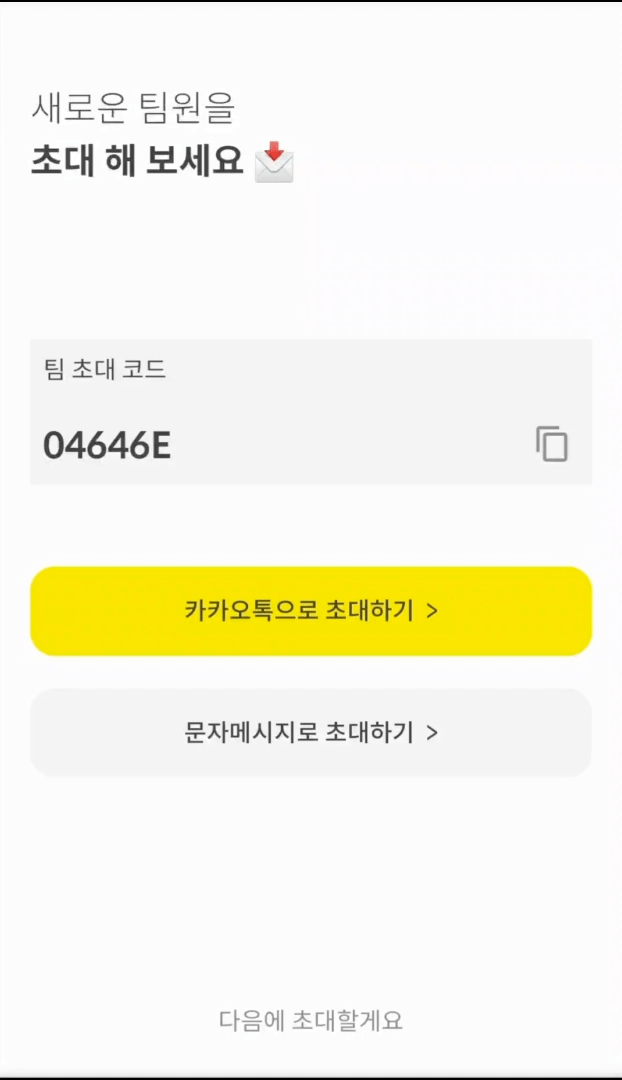 새로운 팀원을
초대 해 보세요
팀 초대 코드
04646E
카카오톡으로 초대하기 >
문자메시지로 초대하기 >
다음에 초대할게요